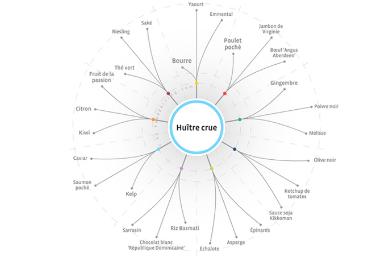 Yaourt
Emmental
Saké
Jambon de
Virginie
Riesling
Poulet
poché
Bœuf 'Angus
Aberdeen'
Bourre
Thé vert
Fruit de la
passion
Gingembre
Citron
Poivre noir
Huître crue
Kiwi
Mélisse
Caviar
Olive noir
Saumon
poché
Kelp
Ketchup de
tomates
Sauce soja
Kikkoman
Sarrasin
Riz Basmati
Épinards
Chocolat blanc
'République Dominicaine'
Asperge
Échalote